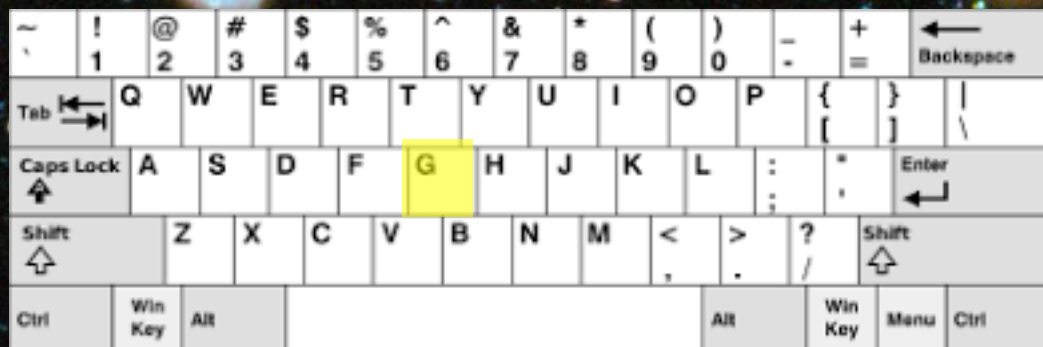 ~ ! @ # $ % ^ & * ( ) _ +
` 1 2 3 4 5 6 7 8 9 0 - = Backspace
Tab Q W E R T Y U I O P { } |
[ ] \
Caps Lock A S D F G H J K L : " Enter
; '
Shift Z X C V B N M < > ? Shift
, . /
Ctrl Win Key Alt Alt Win Key Menu Ctrl